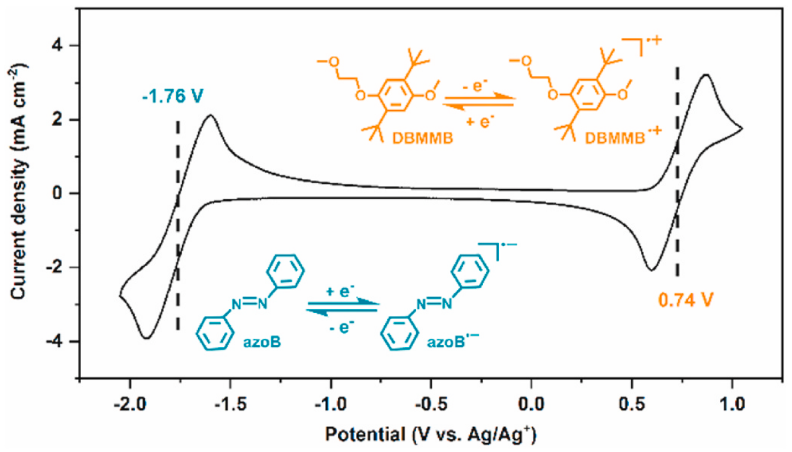 Current density (mA cm⁻²)
4
2
0
-2
-4
-1.76 V
O
O
O
DBMMB
- e⁻
+ e⁻
O
O
O
•+
DBMMB•+
N=N
azoB
+ e⁻
- e⁻
N=N
•−
azoB•−
0.74 V
-2.0 -1.5 -1.0 -0.5 0.0 0.5 1.0
Potential (V vs. Ag/Ag⁺)